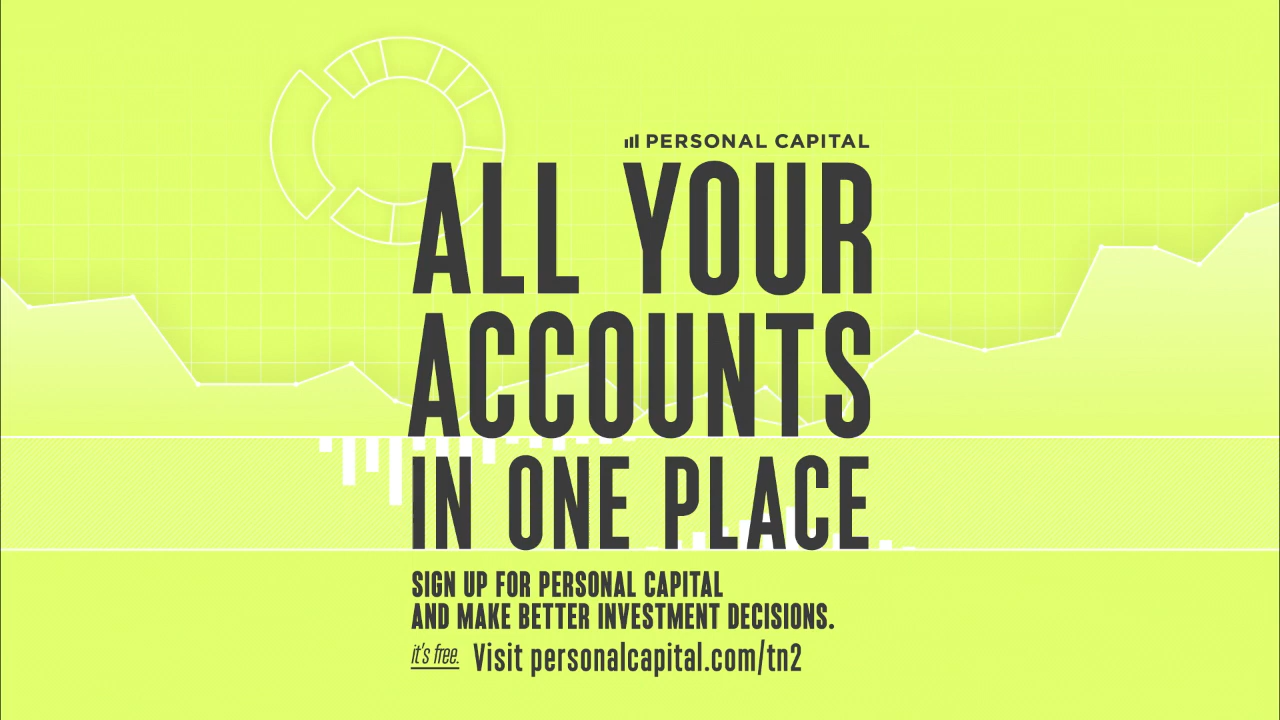 PERSONAL CAPITAL
ALL YOUR
ACCOUNTS
IN ONE PLACE
SIGN UP FOR PERSONAL CAPITAL
AND MAKE BETTER INVESTMENT DECISIONS.
it's free. Visit personalcapital.com/tn2